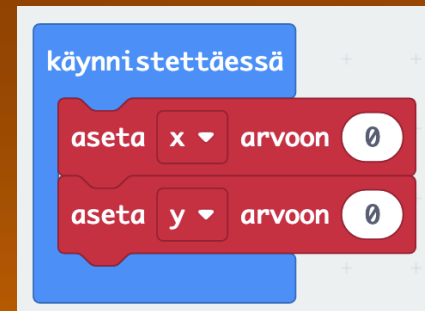 käynnistettäessä
aseta x arvoon 0
aseta y arvoon 0